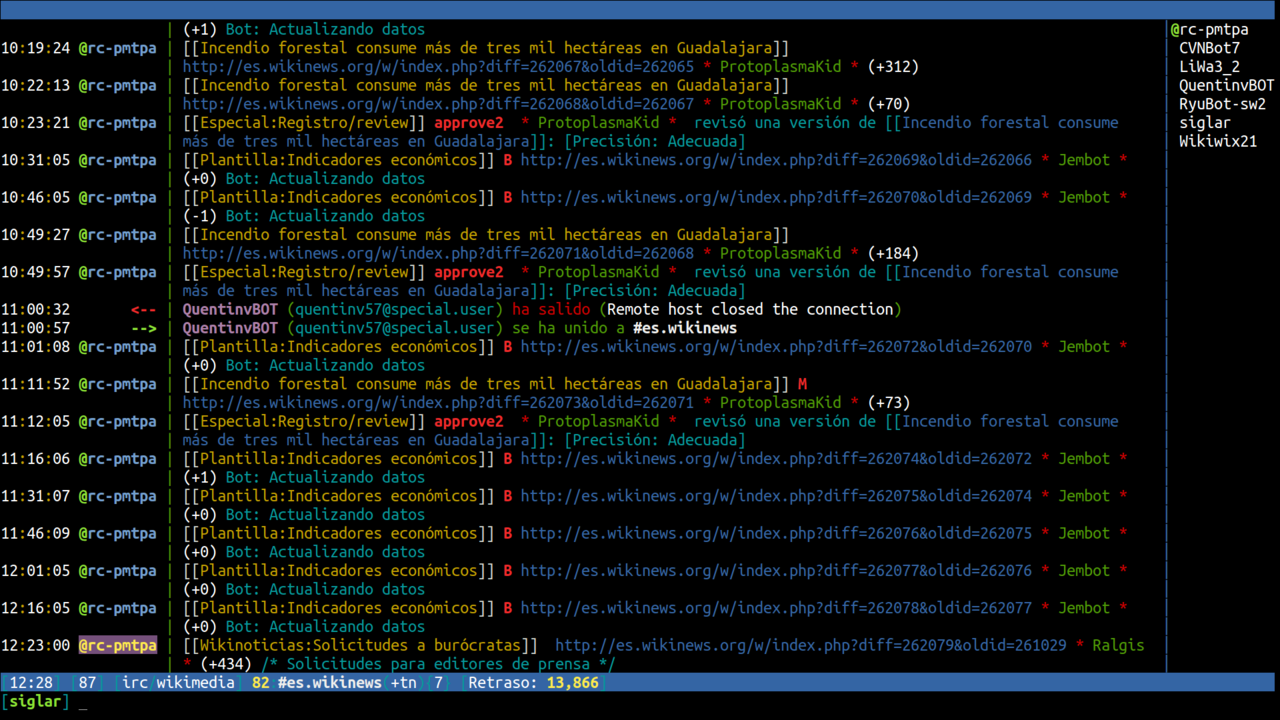 (+1) Bot: Actualizando datos
10:19:24 @rc-pmtpa | [[Incendio forestal consume más de tres mil hectáreas en Guadalajara]]
http://es.wikinews.org/w/index.php?diff=262067&oldid=262065 * ProtoplasmaKid * (+312)
10:22:13 @rc-pmtpa | [[Incendio forestal consume más de tres mil hectáreas en Guadalajara]]
http://es.wikinews.org/w/index.php?diff=262068&oldid=262067 * ProtoplasmaKid * (+70)
10:23:21 @rc-pmtpa | [[Especial:Registro/review]] approve2 * ProtoplasmaKid * revisó una versión de [[Incendio forestal consume
más de tres mil hectáreas en Guadalajara]]: [Precisión: Adecuada]
10:31:05 @rc-pmtpa | [[Plantilla:Indicadores económicos]] B http://es.wikinews.org/w/index.php?diff=262069&oldid=262066 * Jembot *
(+0) Bot: Actualizando datos
10:46:05 @rc-pmtpa | [[Plantilla:Indicadores económicos]] B http://es.wikinews.org/w/index.php?diff=262070&oldid=262069 * Jembot *
(-1) Bot: Actualizando datos
10:49:27 @rc-pmtpa | [[Incendio forestal consume más de tres mil hectáreas en Guadalajara]]
http://es.wikinews.org/w/index.php?diff=262071&oldid=262068 * ProtoplasmaKid * (+184)
10:49:57 @rc-pmtpa | [[Especial:Registro/review]] approve2 * ProtoplasmaKid * revisó una versión de [[Incendio forestal consume
más de tres mil hectáreas en Guadalajara]]: [Precisión: Adecuada]
11:00:32 <-- | QuentinvBOT (quentinv57@special.user) ha salido (Remote host closed the connection)
11:00:57 --> | QuentinvBOT (quentinv57@special.user) se ha unido a #es.wikinews
11:01:08 @rc-pmtpa | [[Plantilla:Indicadores económicos]] B http://es.wikinews.org/w/index.php?diff=262072&oldid=262070 * Jembot *
(+0) Bot: Actualizando datos
11:11:52 @rc-pmtpa | [[Incendio forestal consume más de tres mil hectáreas en Guadalajara]] M
http://es.wikinews.org/w/index.php?diff=262073&oldid=262071 * ProtoplasmaKid * (+73)
11:12:05 @rc-pmtpa | [[Especial:Registro/review]] approve2 * ProtoplasmaKid * revisó una versión de [[Incendio forestal consume
más de tres mil hectáreas en Guadalajara]]: [Precisión: Adecuada]
11:16:06 @rc-pmtpa | [[Plantilla:Indicadores económicos]] B http://es.wikinews.org/w/index.php?diff=262074&oldid=262072 * Jembot *
(+1) Bot: Actualizando datos
11:31:07 @rc-pmtpa | [[Plantilla:Indicadores económicos]] B http://es.wikinews.org/w/index.php?diff=262075&oldid=262074 * Jembot *
(+0) Bot: Actualizando datos
11:46:09 @rc-pmtpa | [[Plantilla:Indicadores económicos]] B http://es.wikinews.org/w/index.php?diff=262076&oldid=262075 * Jembot *
(+0) Bot: Actualizando datos
12:01:05 @rc-pmtpa | [[Plantilla:Indicadores económicos]] B http://es.wikinews.org/w/index.php?diff=262077&oldid=262076 * Jembot *
(+0) Bot: Actualizando datos
12:16:05 @rc-pmtpa | [[Plantilla:Indicadores económicos]] B http://es.wikinews.org/w/index.php?diff=262078&oldid=262077 * Jembot *
(+0) Bot: Actualizando datos
12:23:00 @rc-pmtpa | [[Wikinoticias:Solicitudes a burócratas]] http://es.wikinews.org/w/index.php?diff=262079&oldid=261029 * Ralgis
* (+434) /* Solicitudes para editores de prensa */
@rc-pmtpa
CVNBot7
LiWa3_2
QuentinvBOT
RyuBot-sw2
siglar
Wikiwix21
[12:28] [87] [irc/wikimedia] 82:#es.wikinews(+tn){7} [Retraso: 13,866]
[siglar] _